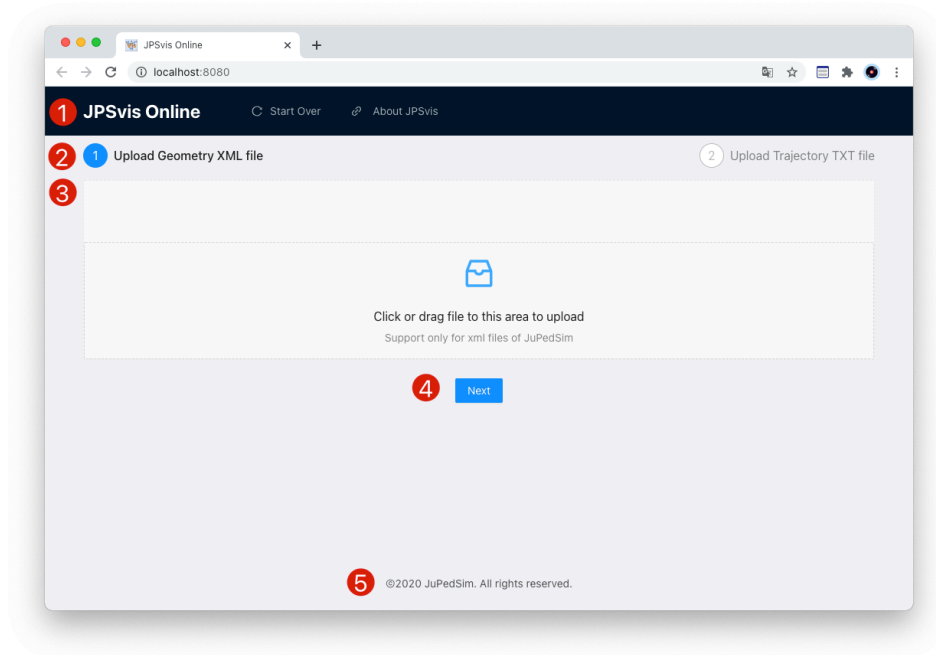 JPSvis Online
localhost:8080
1 JPSvis Online Start Over About JPSvis
2 1 Upload Geometry XML file 2 Upload Trajectory TXT file
3
Click or drag file to this area to upload
Support only for xml files of JuPedSim
4 Next
5 ©2020 JuPedSim. All rights reserved.